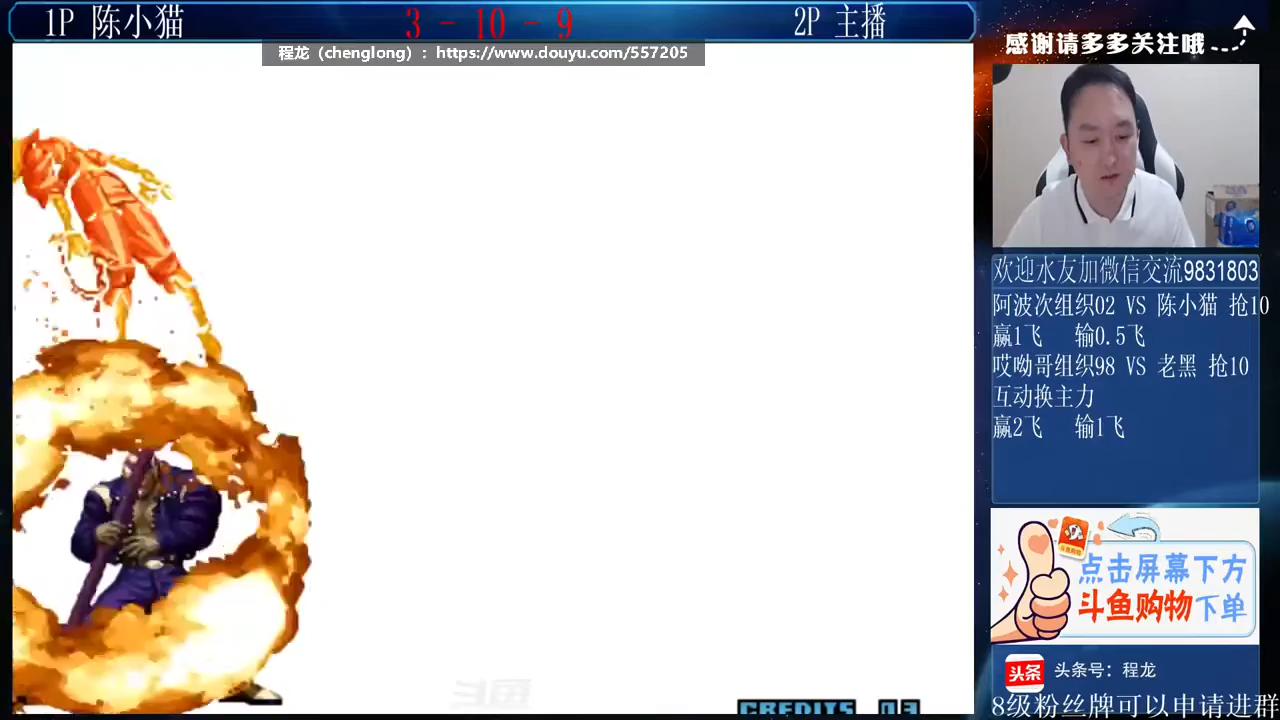 1P 陈小猫
3 - 10 - 9
2P 主播
程龙（chenglong）：https://www.douyu.com/557205
感谢请多多关注哦
欢迎水友加微信交流9831803
阿波次组织02 VS 陈小猫 抢10
赢1飞 输0.5飞
哎呦哥组织98 VS 老黑 抢10
互动换主力
赢2飞 输1飞
点击屏幕下方
斗鱼购物下单
头条 头条号：程龙
8级粉丝牌可以申请进群
CREDITS 03